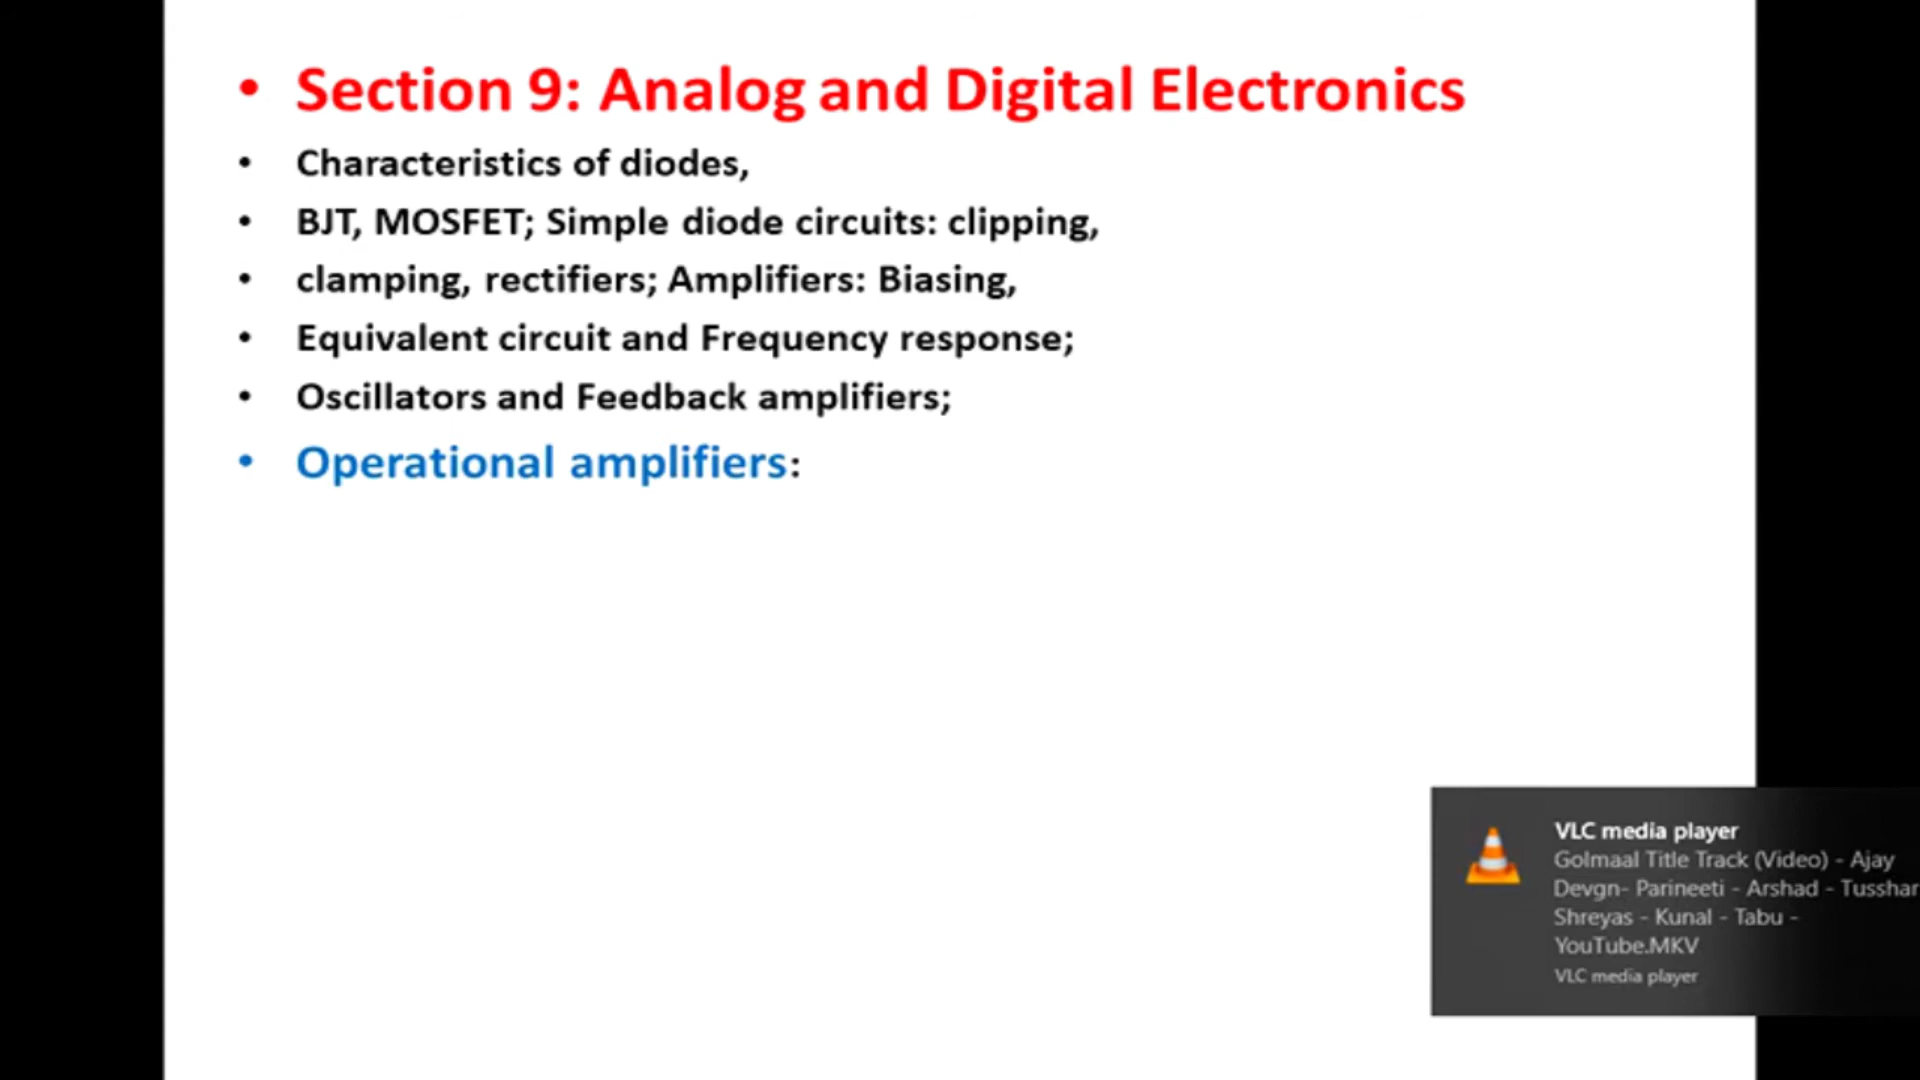 • Section 9: Analog and Digital Electronics
• Characteristics of diodes,
• BJT, MOSFET; Simple diode circuits: clipping,
• clamping, rectifiers; Amplifiers: Biasing,
• Equivalent circuit and Frequency response;
• Oscillators and Feedback amplifiers;
• Operational amplifiers:
VLC media player
Golmaal Title Track (Video) - Ajay
Devgn- Parineeti - Arshad - Tusshar
Shreyas - Kunal - Tabu -
YouTube.MKV
VLC media player